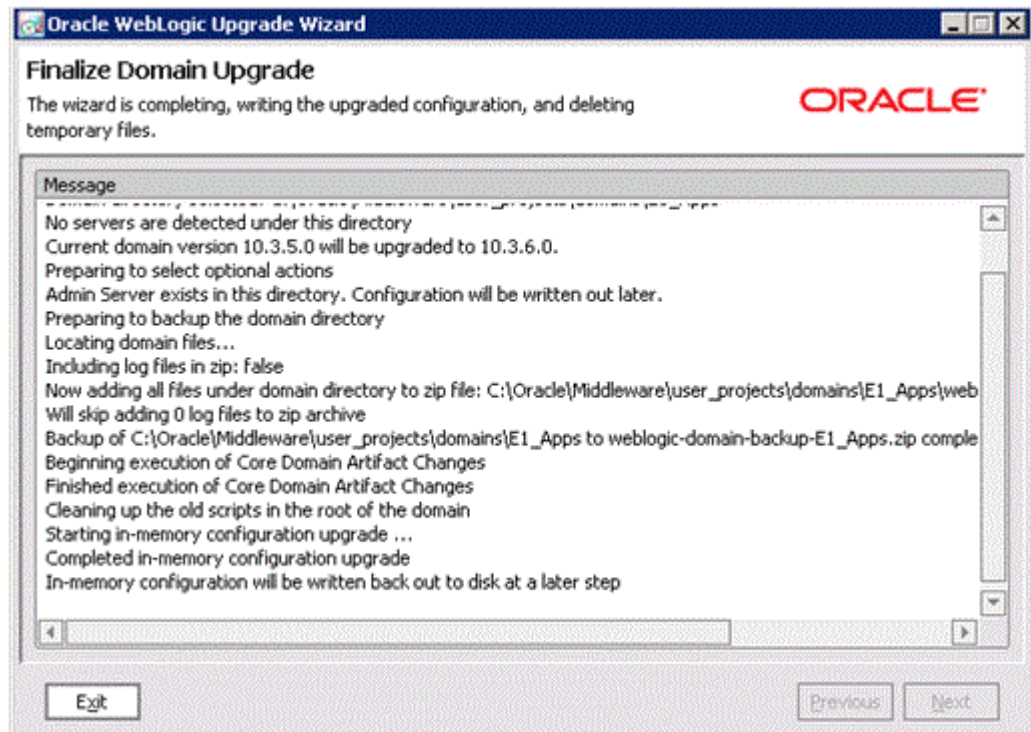 Oracle WebLogic Upgrade Wizard
Finalize Domain Upgrade
The wizard is completing, writing the upgraded configuration, and deleting
temporary files.
ORACLE
Message
No servers are detected under this directory
Current domain version 10.3.5.0 will be upgraded to 10.3.6.0.
Preparing to select optional actions
Admin Server exists in this directory. Configuration will be written out later.
Preparing to backup the domain directory
Locating domain files...
Including log files in zip: false
Now adding all files under domain directory to zip file: C:\Oracle\Middleware\user_projects\domains\E1_Apps\web
Will skip adding 0 log files to zip archive
Backup of C:\Oracle\Middleware\user_projects\domains\E1_Apps to weblogic-domain-backup-E1_Apps.zip comple
Beginning execution of Core Domain Artifact Changes
Finished execution of Core Domain Artifact Changes
Cleaning up the old scripts in the root of the domain
Starting in-memory configuration upgrade ...
Completed in-memory configuration upgrade
In-memory configuration will be written back out to disk at a later step
Exit
Previous
Next